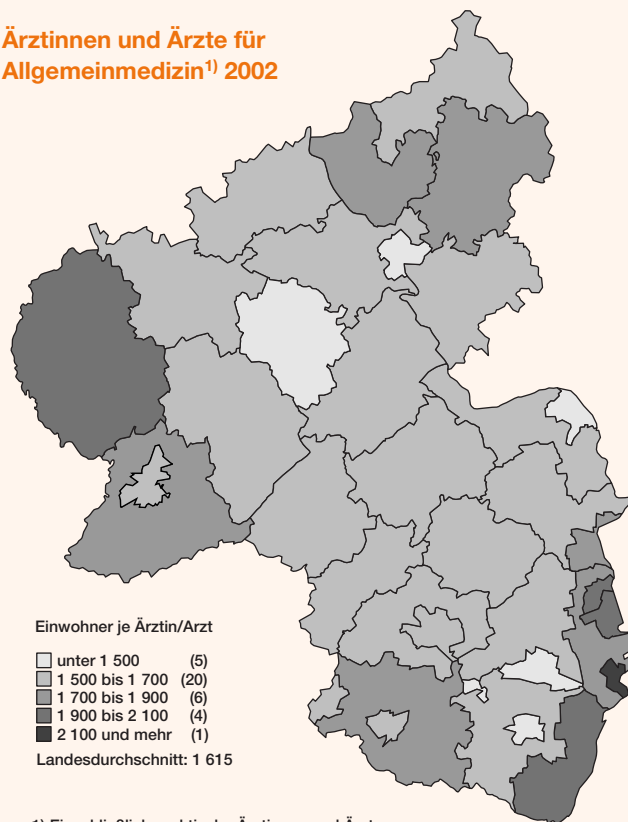 Ärztinnen und Ärzte für
Allgemeinmedizin1) 2002
Einwohner je Ärztin/Arzt
unter 1 500 (5)
1 500 bis 1 700 (20)
1 700 bis 1 900 (6)
1 900 bis 2 100 (4)
2 100 und mehr (1)
Landesdurchschnitt: 1 615